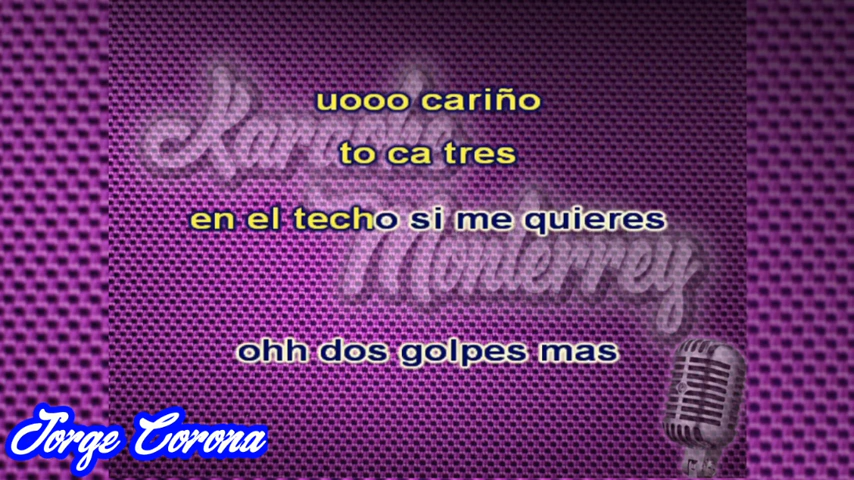 Karaoke
Monterrey
uooo cariño
to ca tres
en el techo si me quieres
ohh dos golpes mas
Jorge Corona